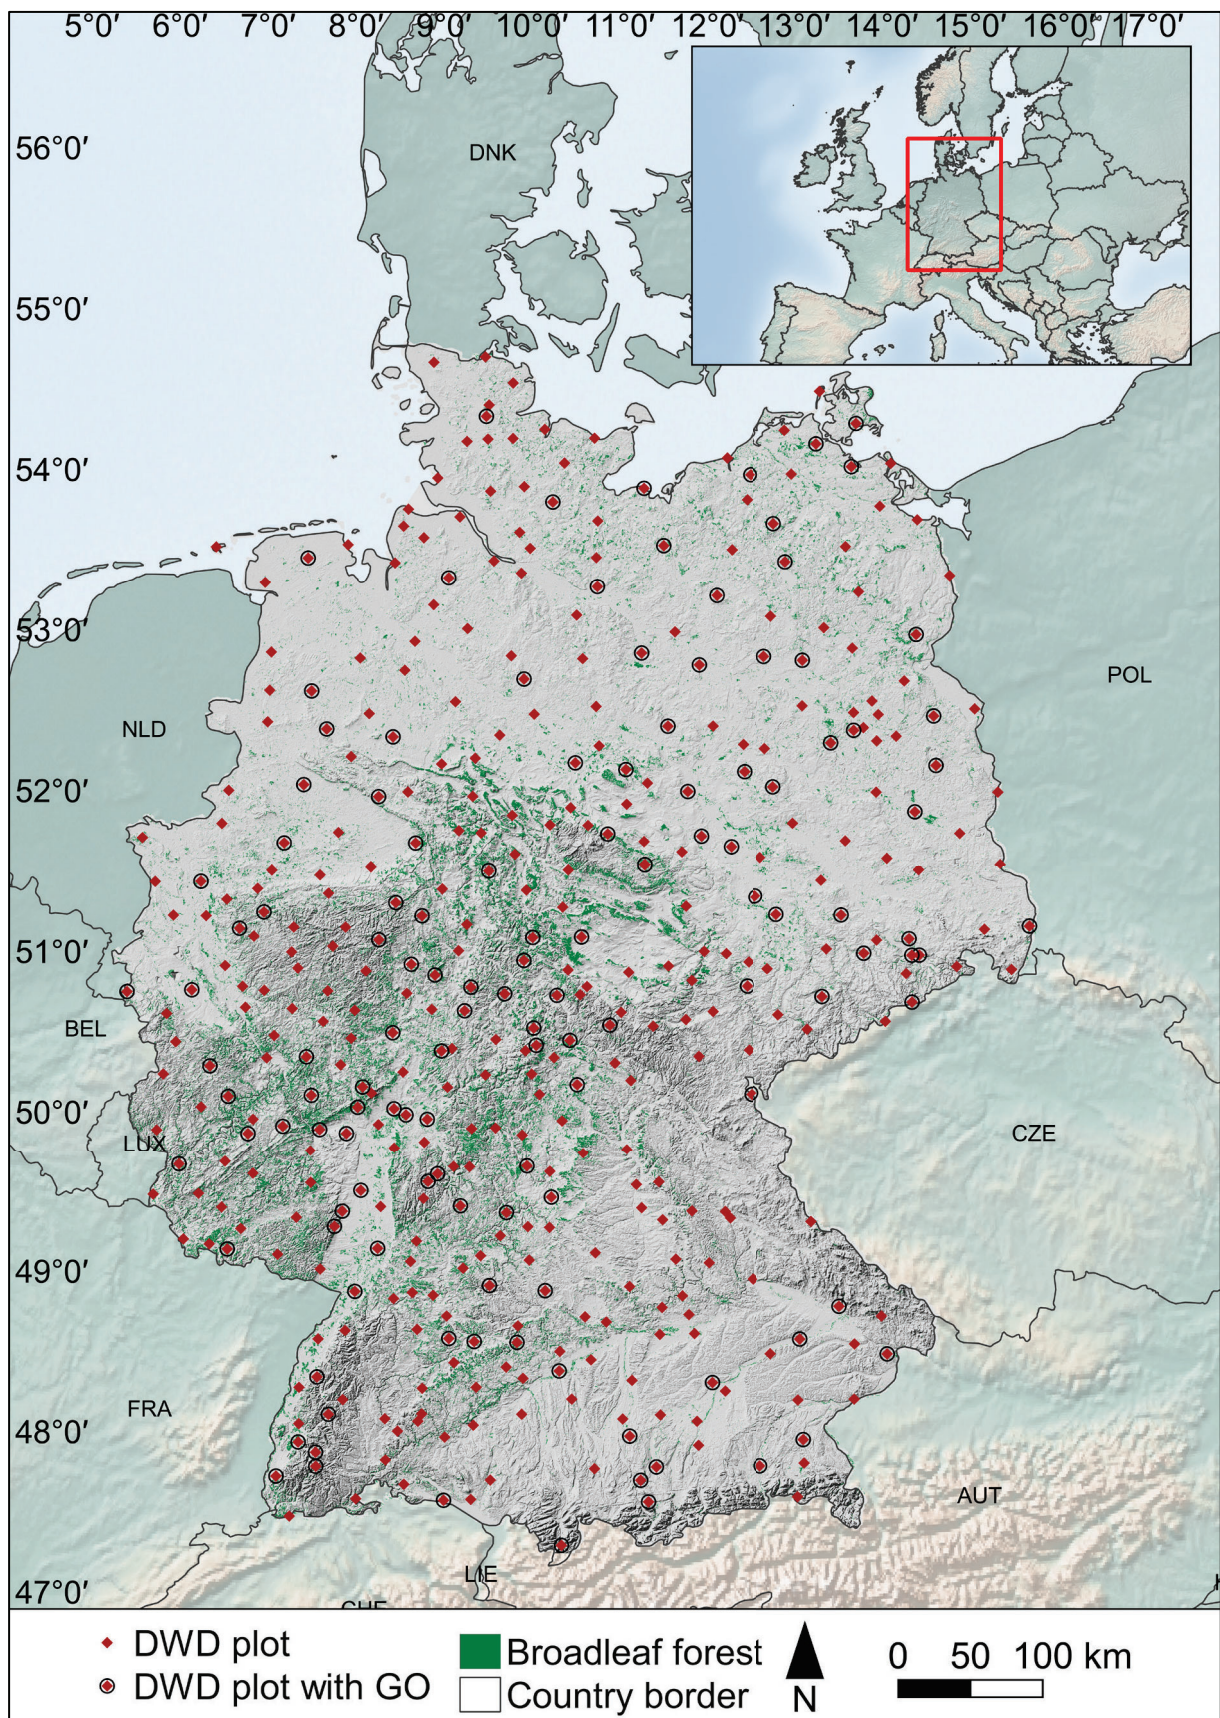 5°0′ 6°0′ 7°0′ 8°0′ 9°0′ 10°0′ 11°0′ 12°0′ 13°0′ 14°0′ 15°0′ 16°0′ 17°0′
56°0′
DNK
55°0′
54°0′
53°0′
POL
NLD
52°0′
51°0′
BEL
50°0′
LUX
CZE
49°0′
FRA
48°0′
AUT
LIE
47°0′
CHE
DWD plot
DWD plot with GO
Broadleaf forest
Country border
N
0 50 100 km